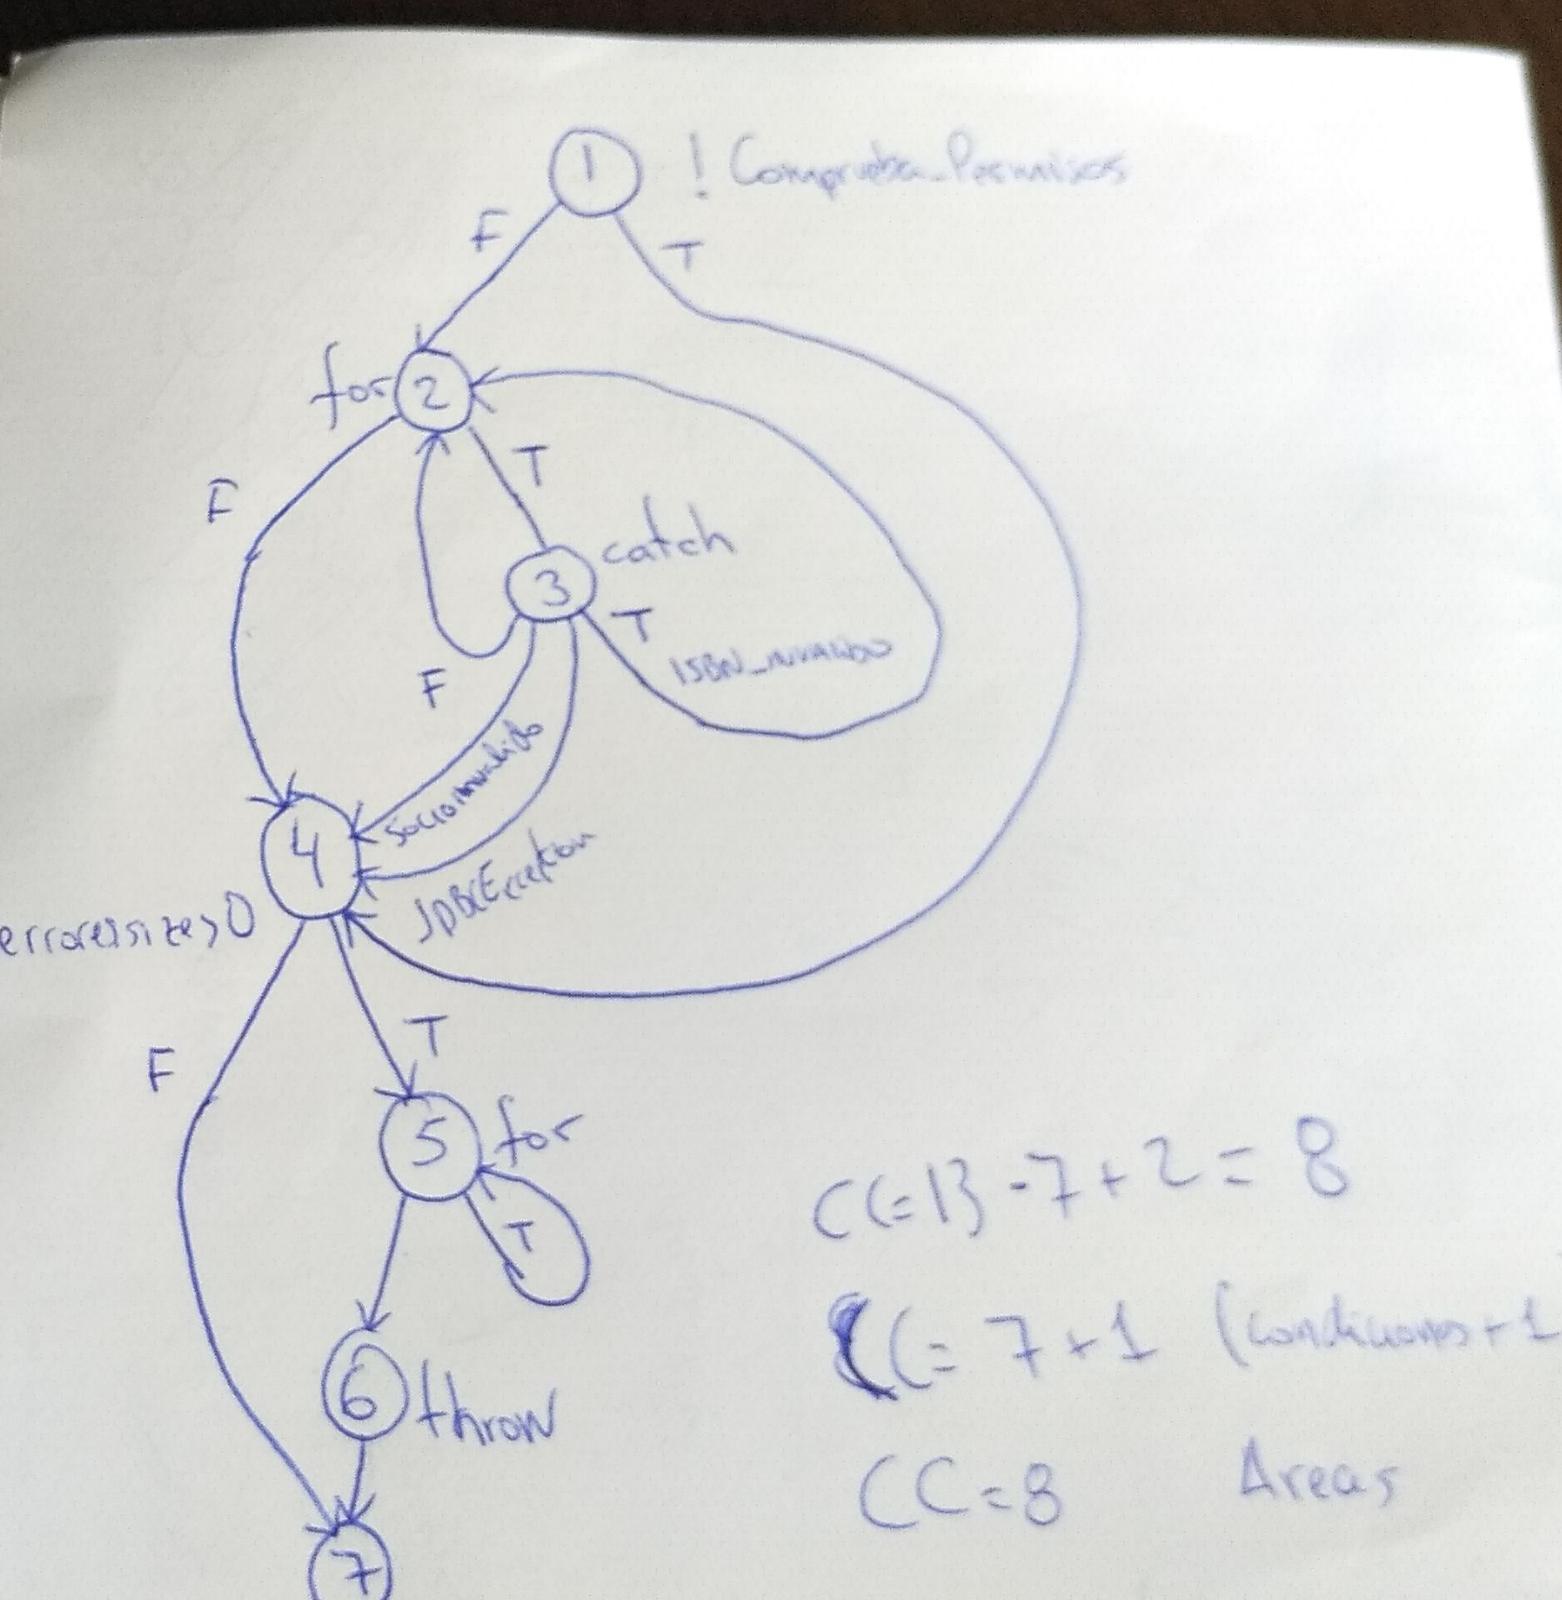 1 ! Comprueba_Permisos
F T
for 2
F T
3 catch
T
F ISBN_INVALIDO
socioinvalido
4
JDBCException
errores.size>0
F T
5 for
T
CC=13-7+2=8
6 throw
CC=7+1 (condiciones+1
CC=8 Areas
7